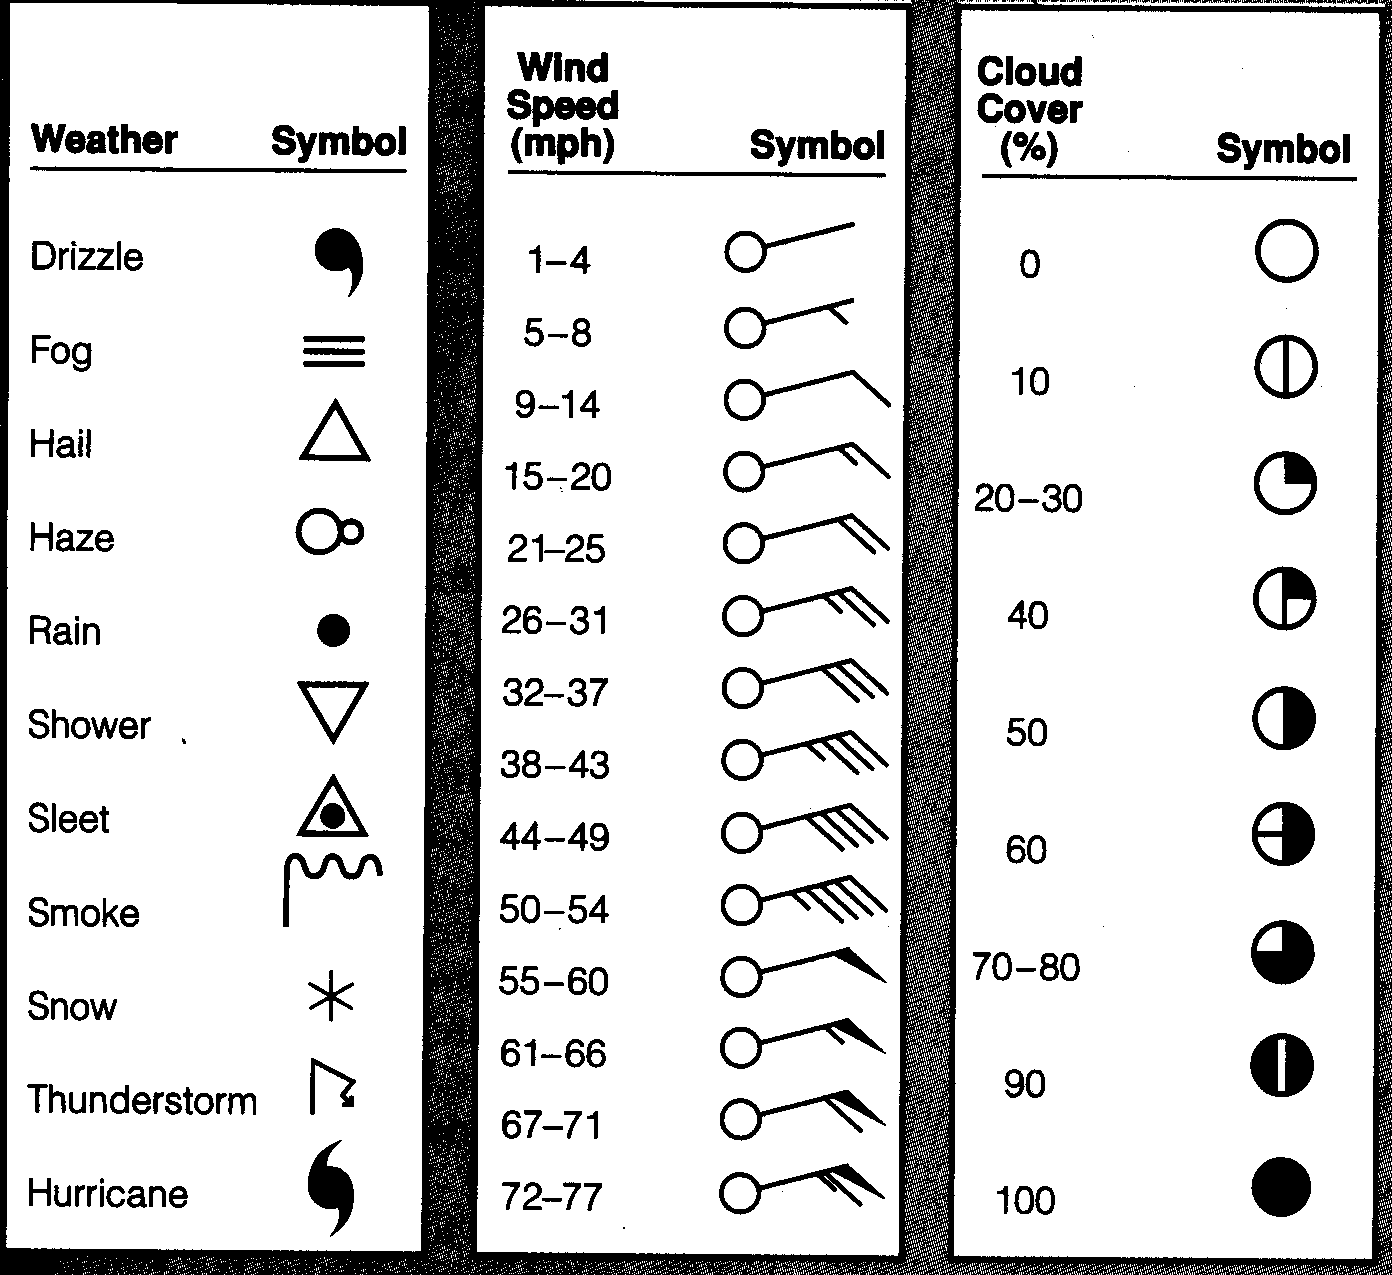 Weather Symbol
Drizzle
Fog
Hail
Haze
Rain
Shower
Sleet
Smoke
Snow
Thunderstorm
Hurricane
Wind
Speed
(mph) Symbol
1–4
5–8
9–14
15–20
21–25
26–31
32–37
38–43
44–49
50–54
55–60
61–66
67–71
72–77
Cloud
Cover
(%) Symbol
0
10
20–30
40
50
60
70–80
90
100